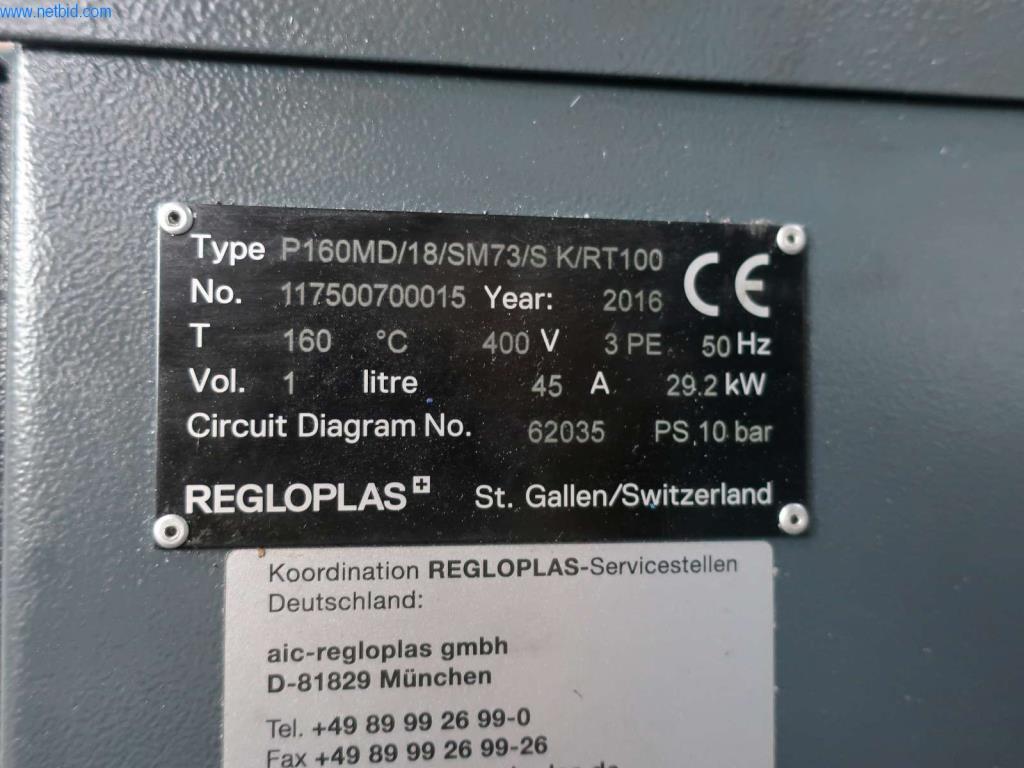 www.netbid.com
Type P160MD/18/SM73/S K/RT100 CE
No. 117500700015 Year: 2016
T 160 °C 400 V 3 PE 50 Hz
Vol. 1 litre 45 A 29.2 kW
Circuit Diagram No. 62035 PS 10 bar
REGLOPLAS St. Gallen/Switzerland
Koordination REGLOPLAS-Servicestellen
Deutschland:
aic-regloplas gmbh
D-81829 München
Tel. +49 89 99 26 99-0
Fax +49 89 99 26 99-26